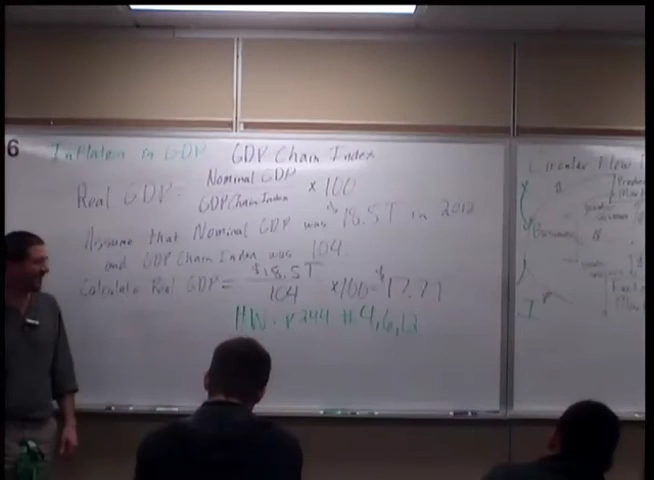 6
Inflation in GDP GDP Chain Index
Real GDP = Nominal GDP
GDP Chain Index
x 100
Assume that Nominal GDP was $18.5T in 2012
and GDP Chain Index was 104.
Calculate Real GDP = $18.5T
104
x100 = $17.79
HW. p 244 # 4, 6, 12
Circular Flow
Business